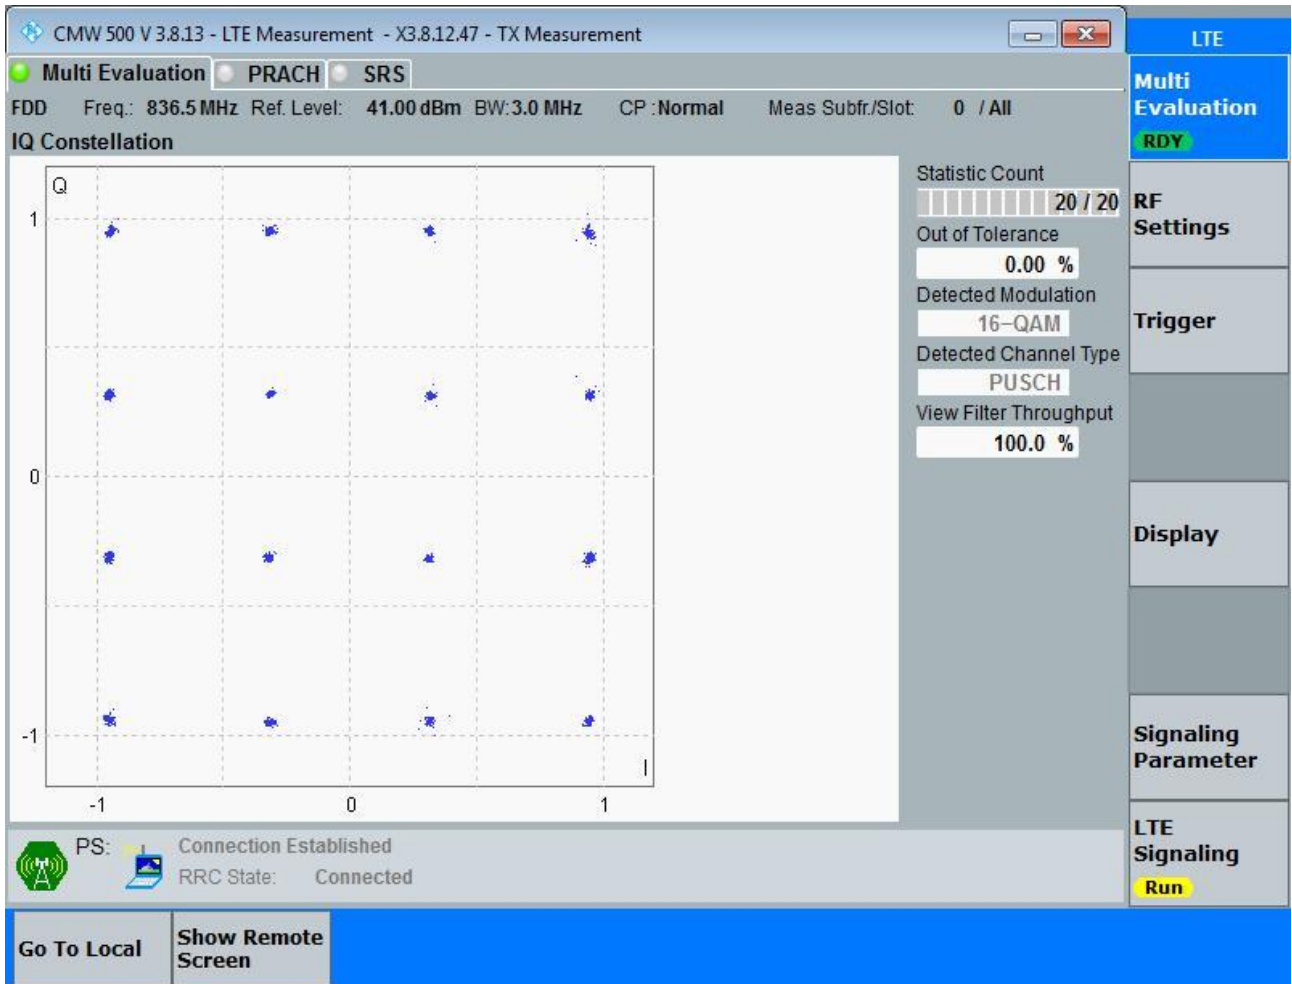 CMW 500 V 3.8.13 - LTE Measurement - X3.8.12.47 - TX Measurement
LTE
Multi Evaluation PRACH SRS
FDD Freq.: 836.5 MHz Ref. Level: 41.00 dBm BW: 3.0 MHz CP : Normal Meas Subfr./Slot: 0 / All
IQ Constellation
Q
1
0
-1
I
-1 0 1
Statistic Count
20 / 20
Out of Tolerance
0.00 %
Detected Modulation
16-QAM
Detected Channel Type
PUSCH
View Filter Throughput
100.0 %
Multi
Evaluation
RDY
RF
Settings
Trigger
Display
Signaling
Parameter
LTE
Signaling
Run
PS: Connection Established
RRC State: Connected
Go To Local
Show Remote
Screen